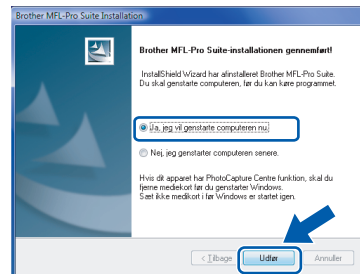 Brother MFL-Pro Suite Installation
Brother MFL-Pro Suite-installationen gennemført!
InstallShield Wizard har afinstalleret Brother MFL-Pro Suite.
Du skal genstarte computeren, før du kan køre programmet.
Ja, jeg vil genstarte computeren nu.
Nej, jeg genstarter computeren senere.
Hvis dit apparat har PhotoCapture Centre funktion, skal du
fjerne mediekort før du genstarter Windows.
Sæt ikke medikort i før Windows er startet igen.
< Tilbage
Udfør
Annuller